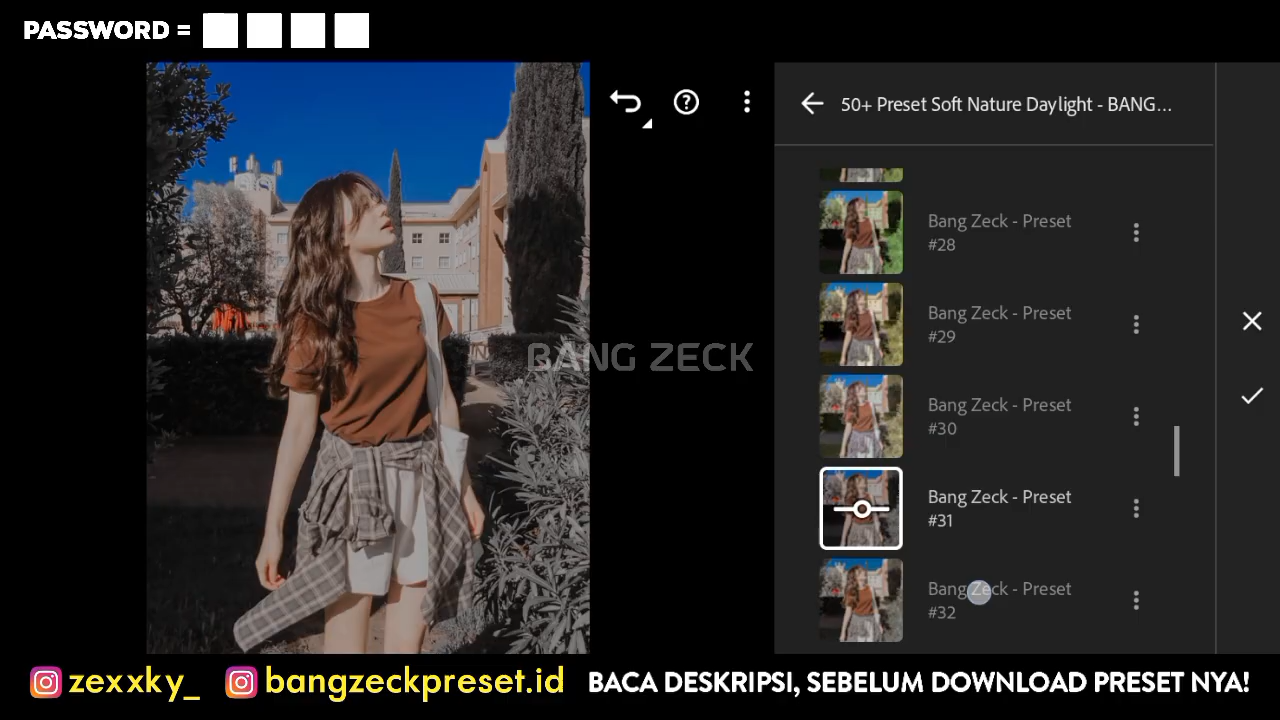 PASSWORD =
50+ Preset Soft Nature Daylight - BANG...
Bang Zeck - Preset
#28
Bang Zeck - Preset
#29
Bang Zeck - Preset
#30
Bang Zeck - Preset
#31
Bang Zeck - Preset
#32
BANG ZECK
zexxky_
bangzeckpreset.id
BACA DESKRIPSI, SEBELUM DOWNLOAD PRESET NYA!